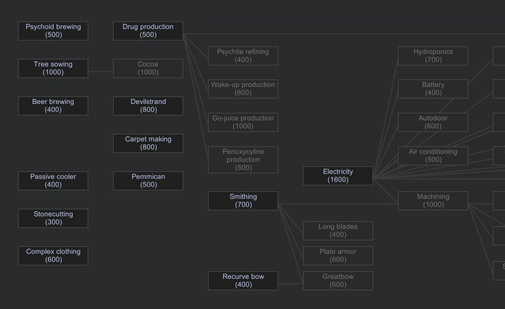 Psychoid brewing
(500)
Drug production
(500)
Psychite refining
(400)
Hydroponics
(700)
Tree sowing
(1000)
Cocoa
(1000)
Wake-up production
(600)
Battery
(400)
Beer brewing
(400)
Devilstrand
(800)
Go-juice production
(1000)
Autodoor
(600)
Carpet making
(800)
Penoxycyline
production
(500)
Air conditioning
(500)
Passive cooler
(400)
Pemmican
(500)
Electricity
(1600)
Smithing
(700)
Machining
(1000)
Stonecutting
(300)
Long blades
(400)
Complex clothing
(600)
Plate armor
(600)
Recurve bow
(400)
Greatbow
(600)